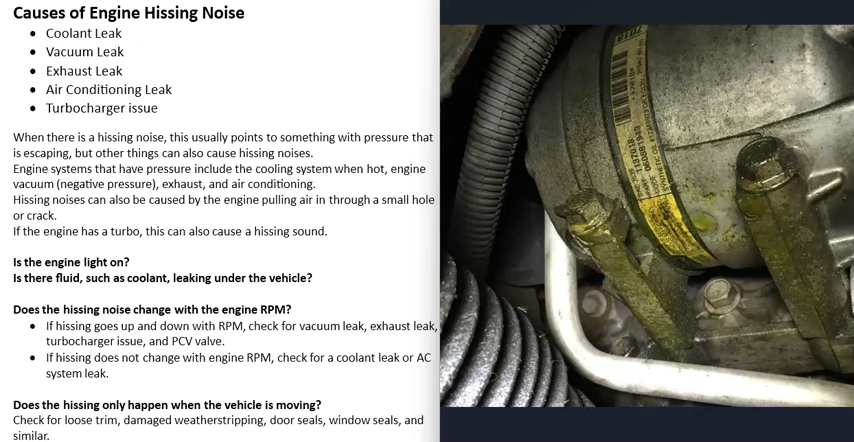 Causes of Engine Hissing Noise
• Coolant Leak
• Vacuum Leak
• Exhaust Leak
• Air Conditioning Leak
• Turbocharger issue
When there is a hissing noise, this usually points to something with pressure that
is escaping, but other things can also cause hissing noises.
Engine systems that have pressure include the cooling system when hot, engine
vacuum (negative pressure), exhaust, and air conditioning.
Hissing noises can also be caused by the engine pulling air in through a small hole
or crack.
If the engine has a turbo, this can also cause a hissing sound.
Is the engine light on?
Is there fluid, such as coolant, leaking under the vehicle?
Does the hissing noise change with the engine RPM?
• If hissing goes up and down with RPM, check for vacuum leak, exhaust leak,
turbocharger issue, and PCV valve.
• If hissing does not change with engine RPM, check for a coolant leak or AC
system leak.
Does the hissing only happen when the vehicle is moving?
Check for loose trim, damaged weatherstripping, door seals, window seals, and
similar.